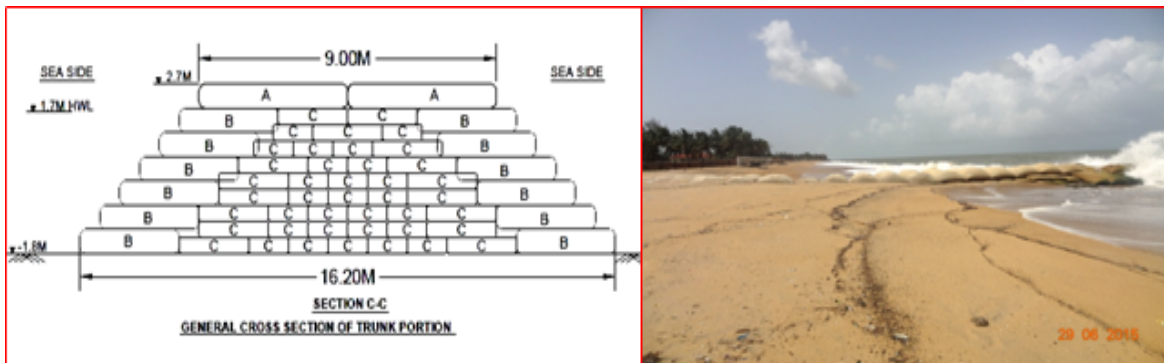 9.00M
SEA SIDE SEA SIDE
2.7M
A A
1.7M HWL
B C C B
C C C
B B
C C C C C
B C C C C C B
C C C C C C C
B B
C C C C C C C
C C C C C C C
B B
C C C C C C C
B B
C C C C C C C
-1.8M
16.20M
SECTION C-C
GENERAL CROSS SECTION OF TRUNK PORTION
29 06